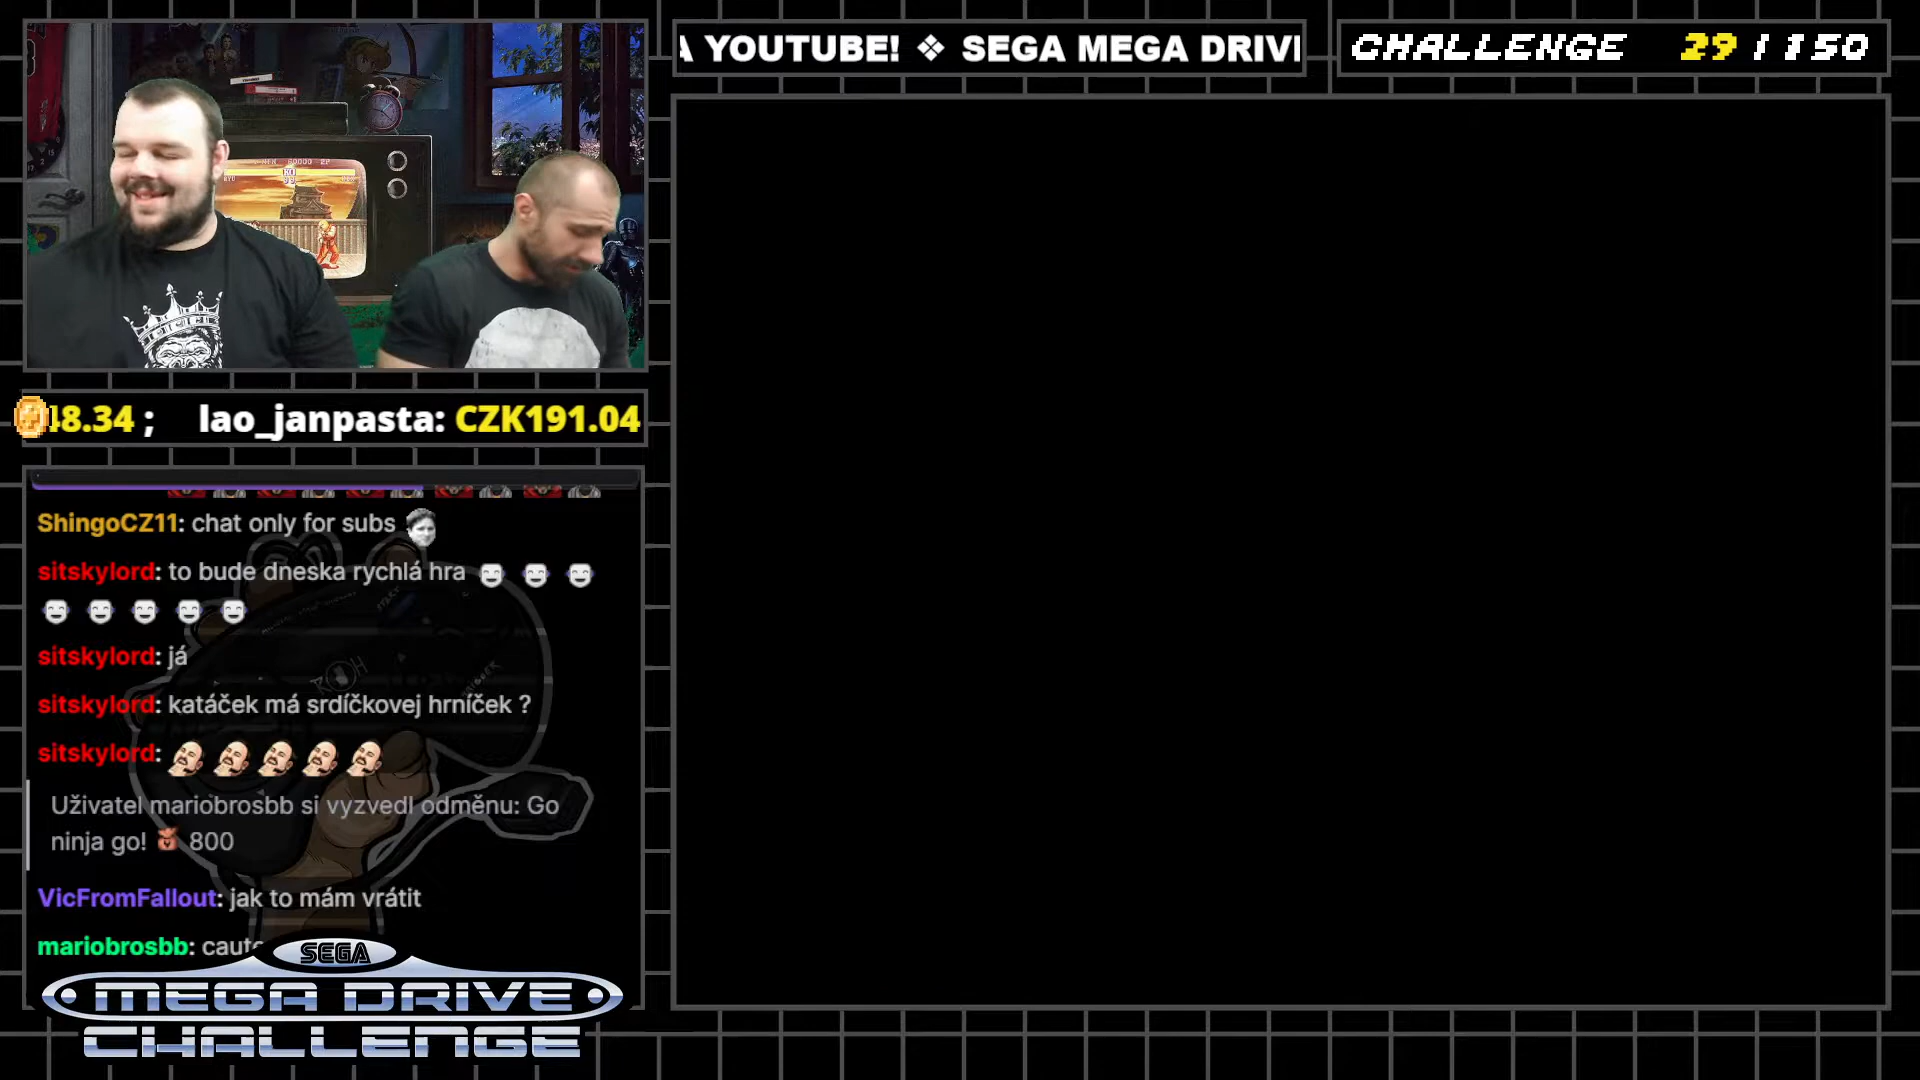 A YOUTUBE! ❖ SEGA MEGA DRIVE
CHALLENGE 29 / 150
48.34 ; lao_janpasta: CZK191.04
ShingoCZ11: chat only for subs
sitskylord: to bude dneska rychlá hra
sitskylord: já
sitskylord: katáček má srdíčkovej hrníček ?
sitskylord:
Uživatel mariobrosbb si vyzvedl odměnu: Go
ninja go! 800
VicFromFallout: jak to mám vrátit
mariobrosbb: caute
SEGA
MEGA DRIVE
CHALLENGE